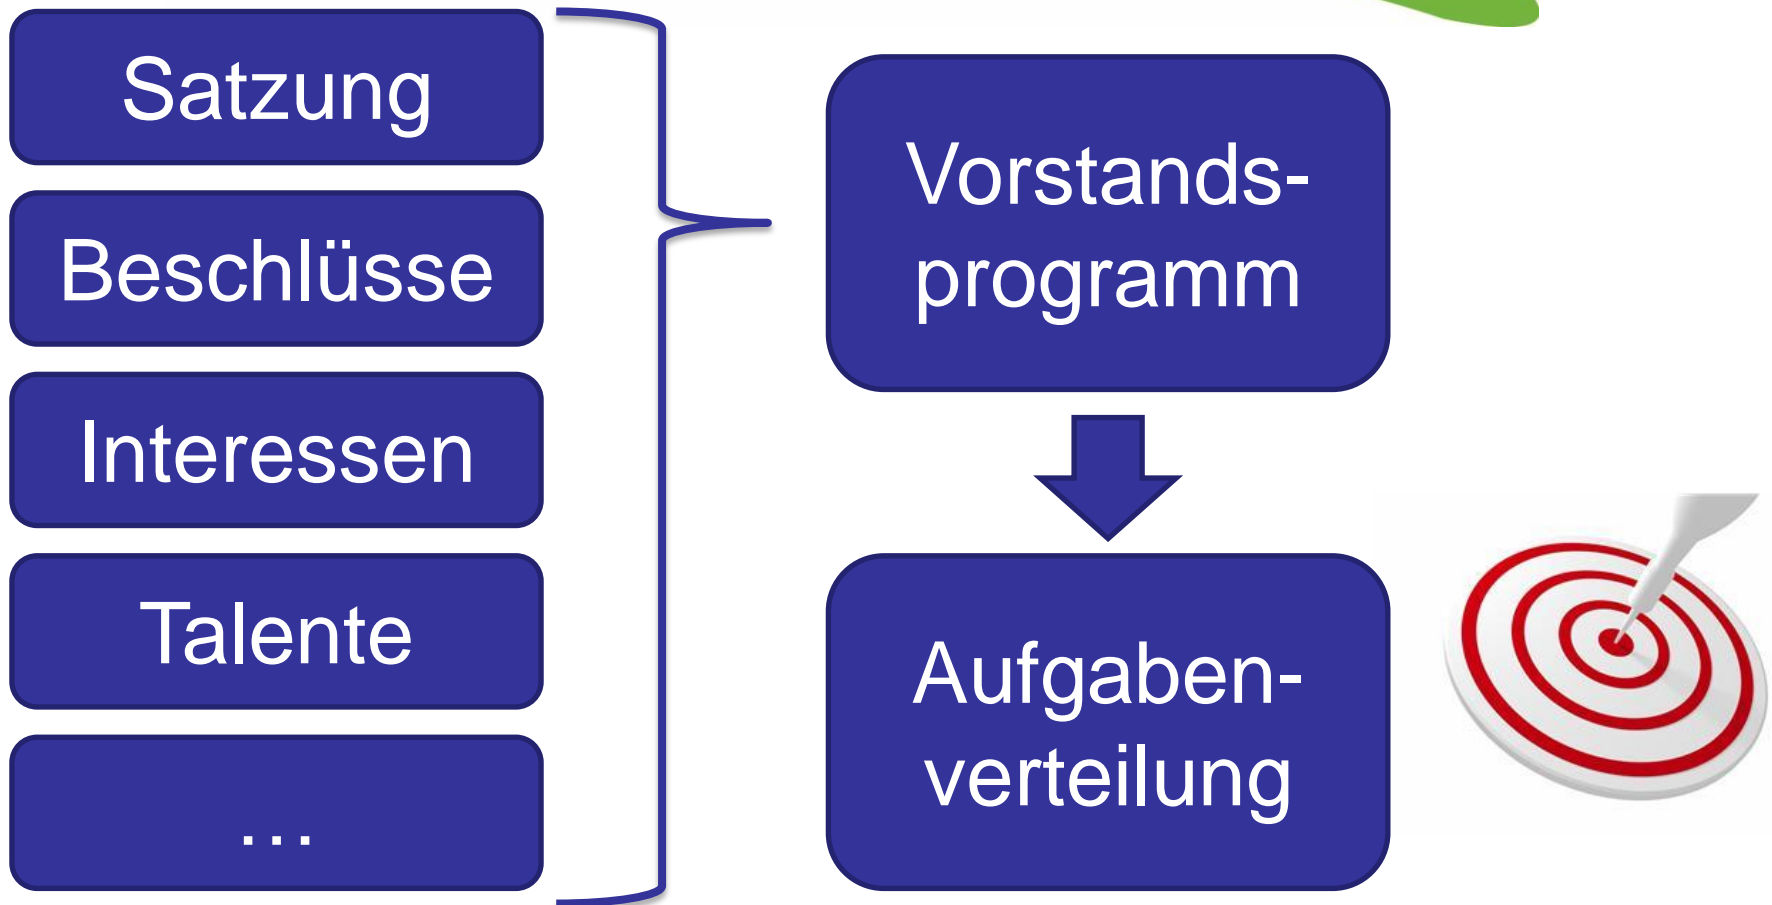 Satzung
Beschlüsse
Interessen
Talente
…
Vorstands-
programm
Aufgaben-
verteilung